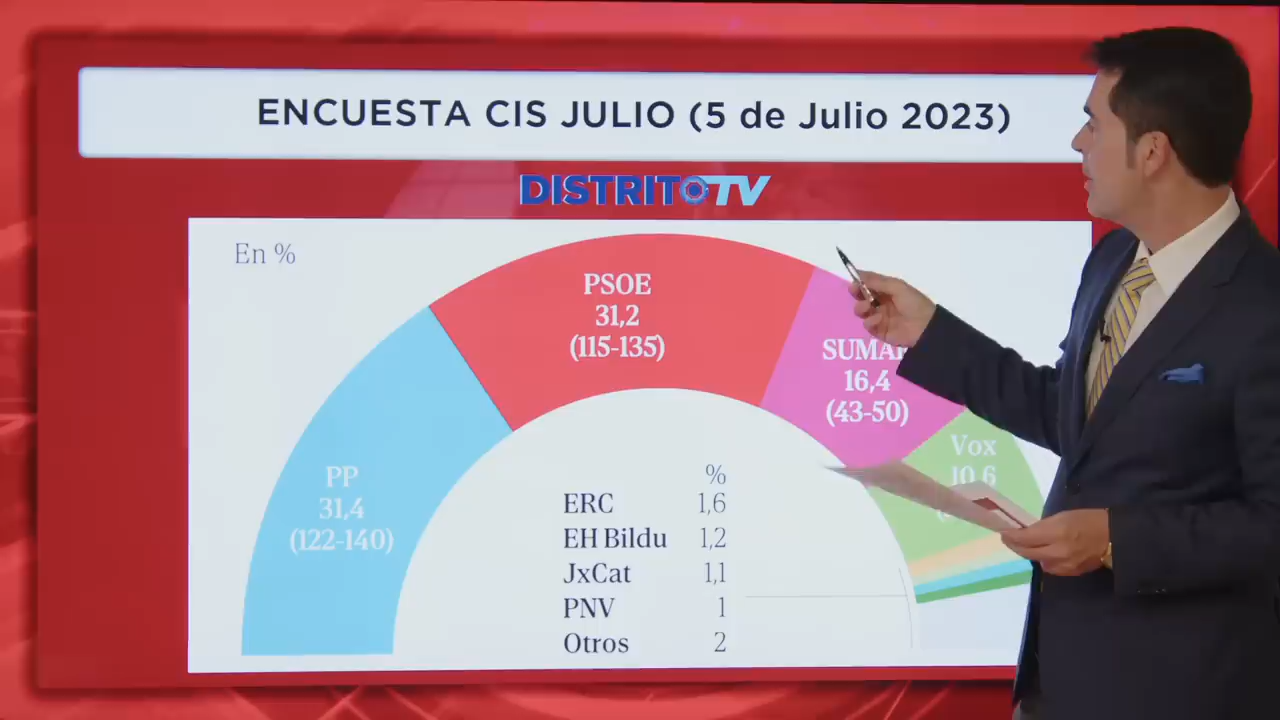 ENCUESTA CIS JULIO (5 de Julio 2023)
DISTRITOTV
En %
PSOE
31,2
(115-135)
16,4
(43-50)
Vox
10,6
PP
31,4
(122-140)
%
ERC 1,6
EH Bildu 1,2
JxCat 1,1
PNV 1
Otros 2